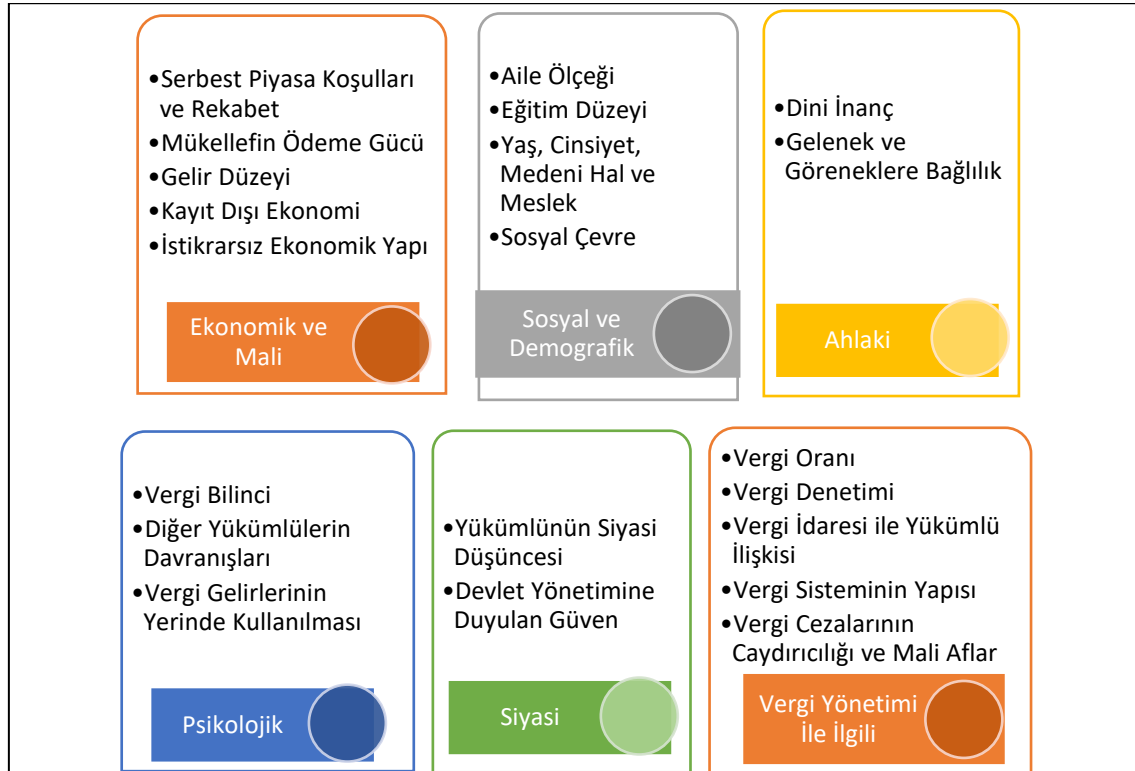 •Serbest Piyasa Koşulları
ve Rekabet
•Mükellefin Ödeme Gücü
•Gelir Düzeyi
•Kayıt Dışı Ekonomi
•İstikrarsız Ekonomik Yapı
Ekonomik ve
Mali
•Aile Ölçeği
•Eğitim Düzeyi
•Yaş, Cinsiyet,
Medeni Hal ve
Meslek
•Sosyal Çevre
Sosyal ve
Demografik
•Dini İnanç
•Gelenek ve
Göreneklere Bağlılık
Ahlaki
•Vergi Bilinci
•Diğer Yükümlülerin
Davranışları
•Vergi Gelirlerinin
Yerinde Kullanılması
Psikolojik
•Yükümlünün Siyasi
Düşüncesi
•Devlet Yönetimine
Duyulan Güven
Siyasi
•Vergi Oranı
•Vergi Denetimi
•Vergi İdaresi ile Yükümlü
İlişkisi
•Vergi Sisteminin Yapısı
•Vergi Cezalarının
Caydırıcılığı ve Mali Aflar
Vergi Yönetimi
İle İlgili